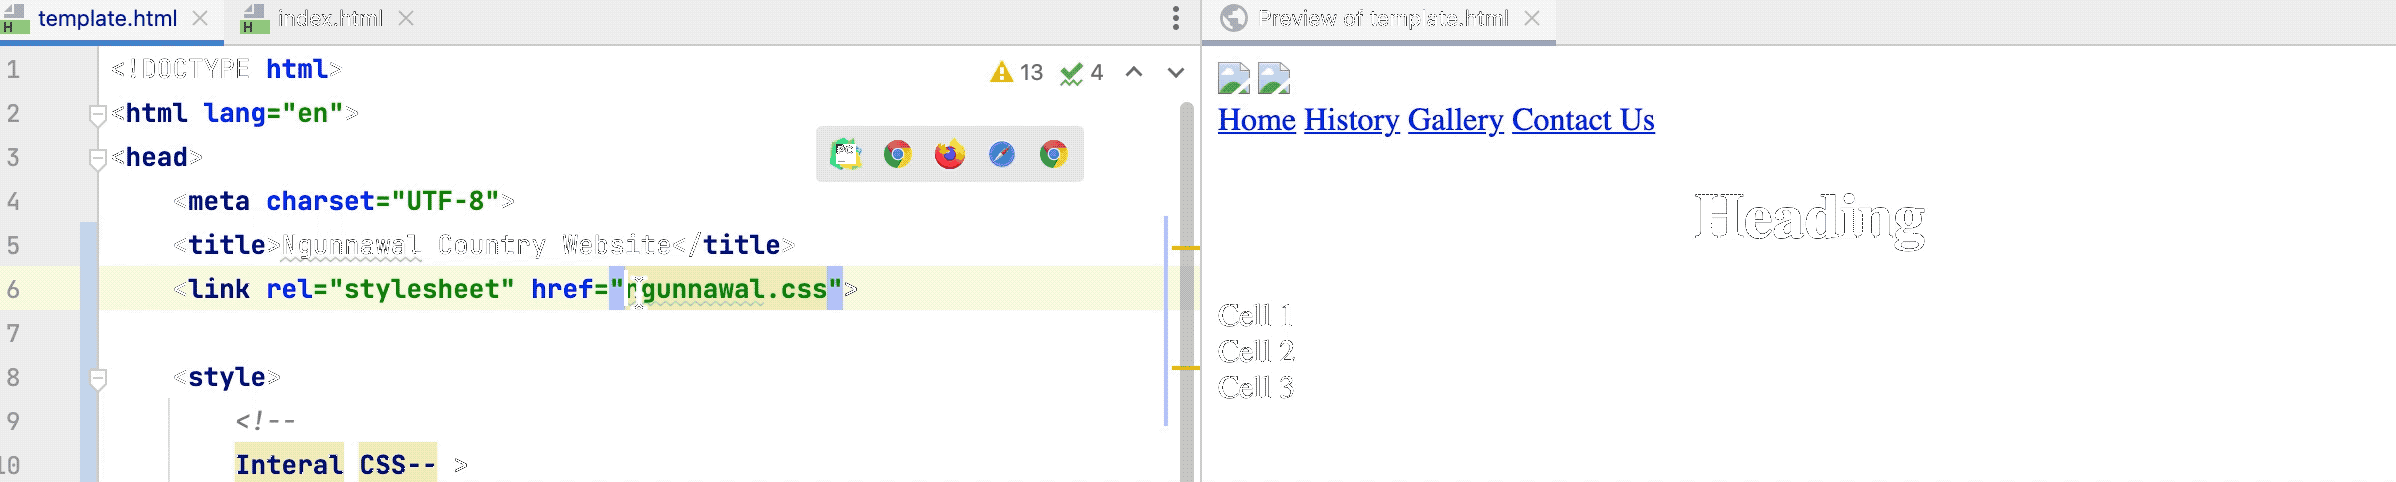 template.html index.html Preview of template.html
13 4
1 <!DOCTYPE html>
2 <html lang="en">
3 <head>
4 <meta charset="UTF-8">
5 <title>Ngunnawal Country Website</title>
6 <link rel="stylesheet" href="ngunnawal.css">
7
8 <style>
9 <!--
10 Interal CSS-- >
Home History Gallery Contact Us
Heading
Cell 1
Cell 2
Cell 3